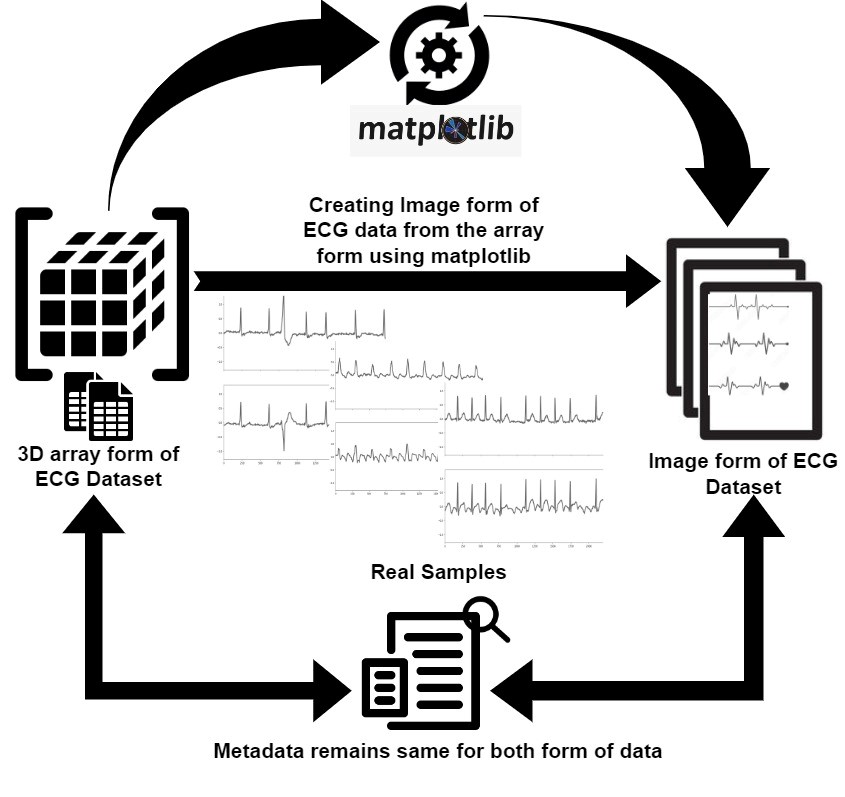 matplotlib
Creating Image form of
ECG data from the array
form using matplotlib
3D array form of
ECG Dataset
Image form of ECG
Dataset
Real Samples
Metadata remains same for both form of data